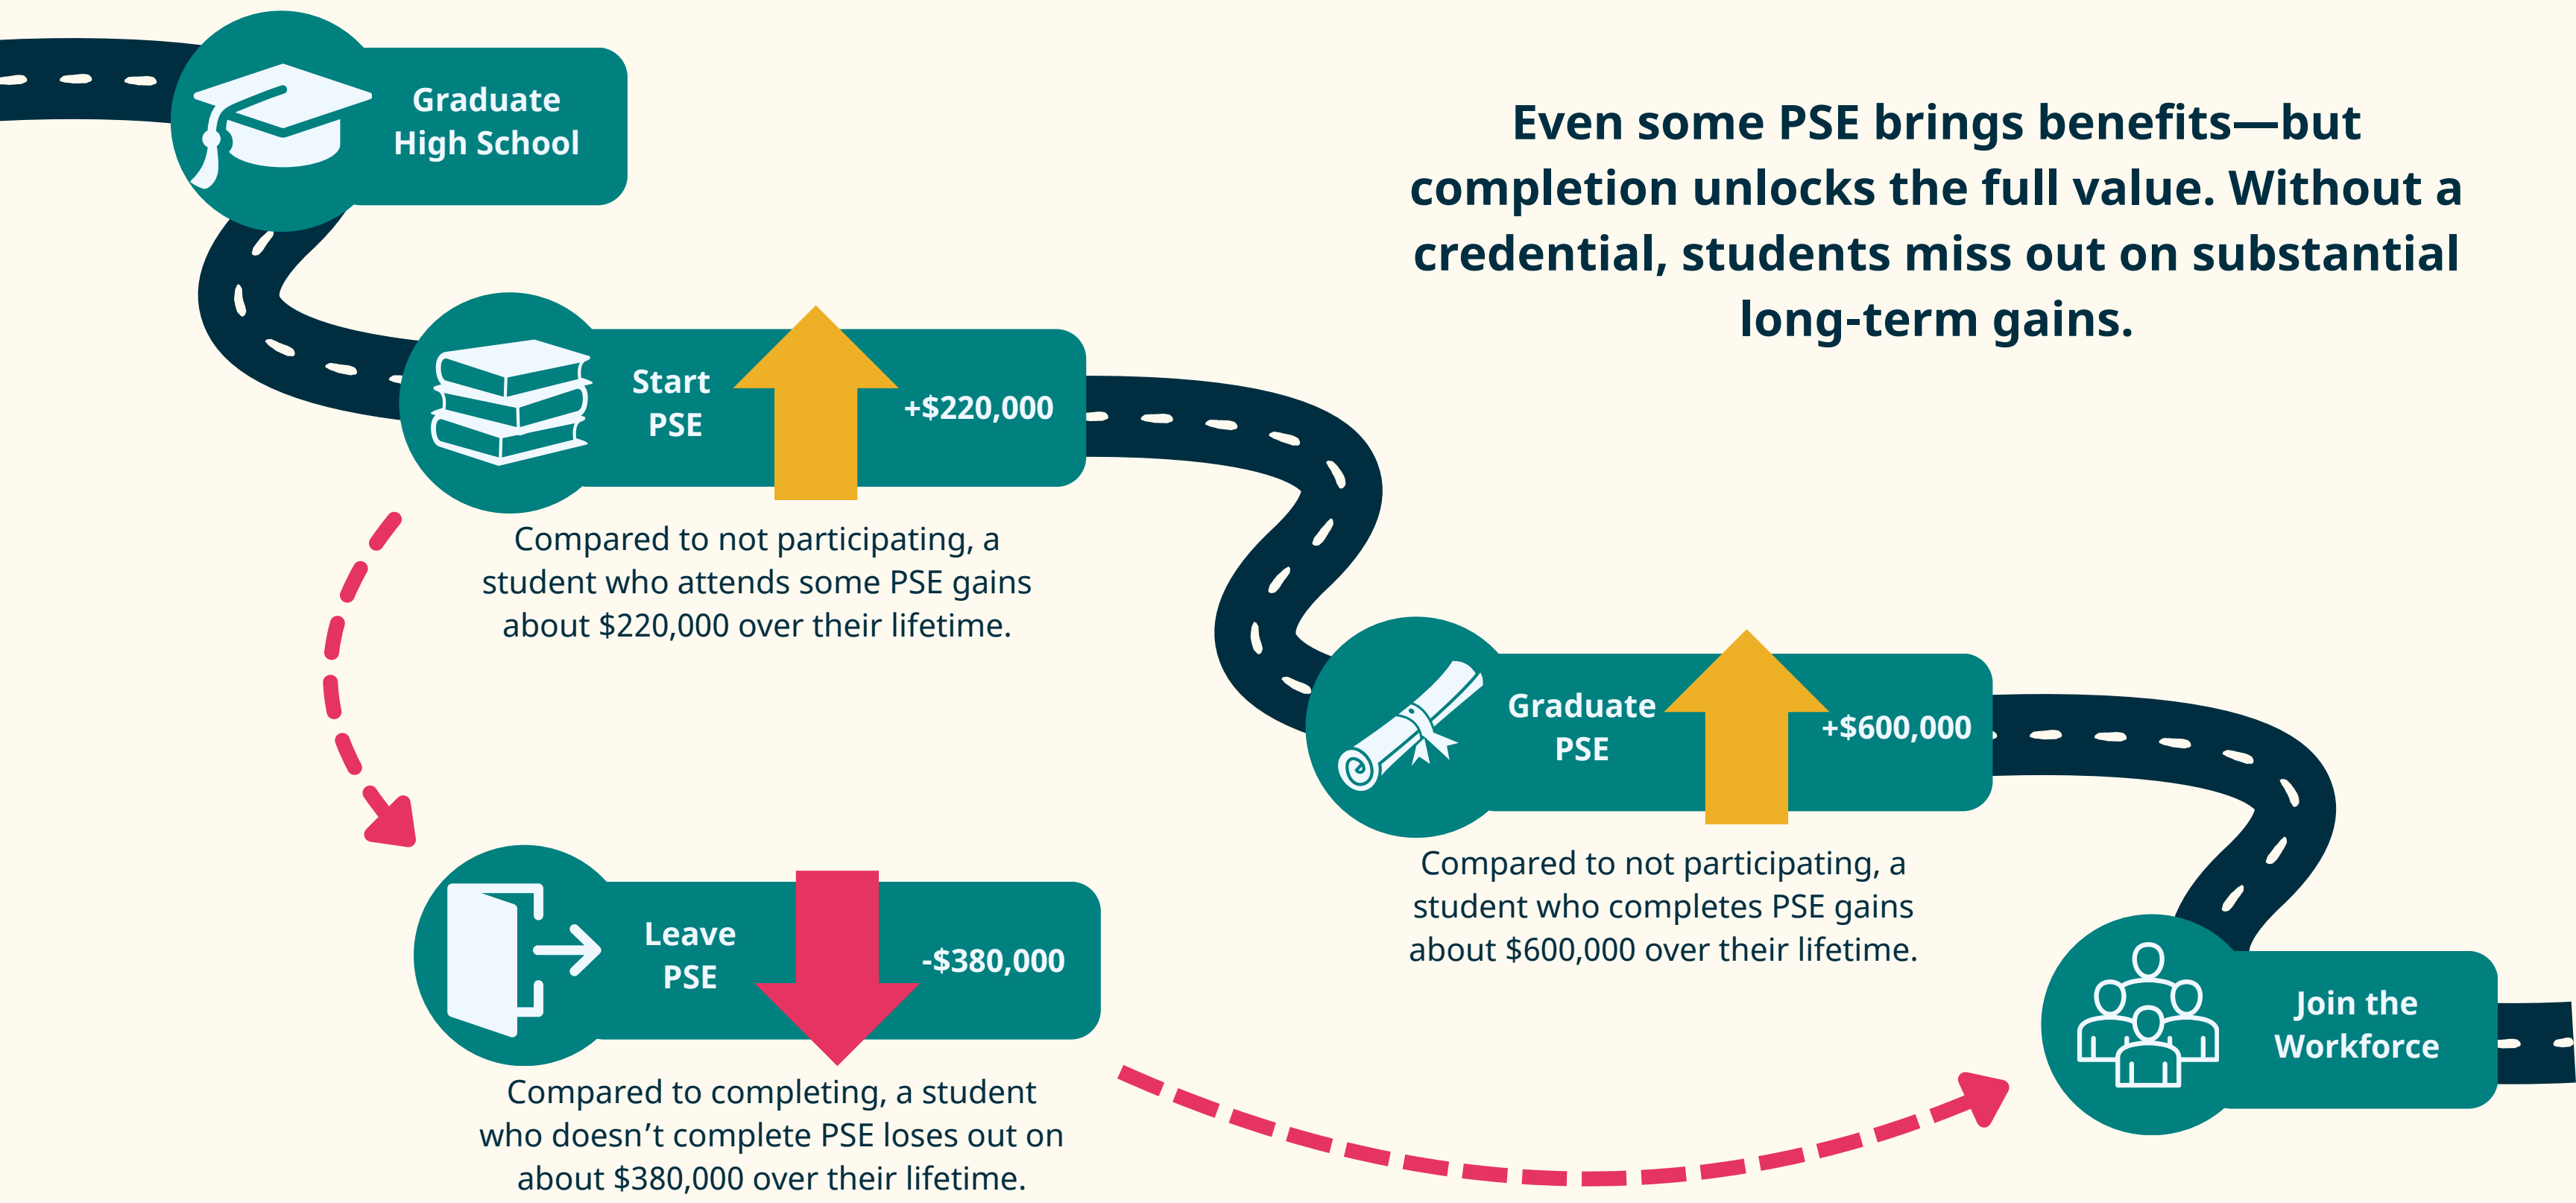 Graduate
High School
Even some PSE brings benefits—but
completion unlocks the full value. Without a
credential, students miss out on substantial
long-term gains.
Start
PSE
+$220,000
Compared to not participating, a
student who attends some PSE gains
about $220,000 over their lifetime.
Graduate
PSE
+$600,000
Compared to not participating, a
student who completes PSE gains
about $600,000 over their lifetime.
Leave
PSE
-$380,000
Compared to completing, a student
who doesn’t complete PSE loses out on
about $380,000 over their lifetime.
Join the
Workforce